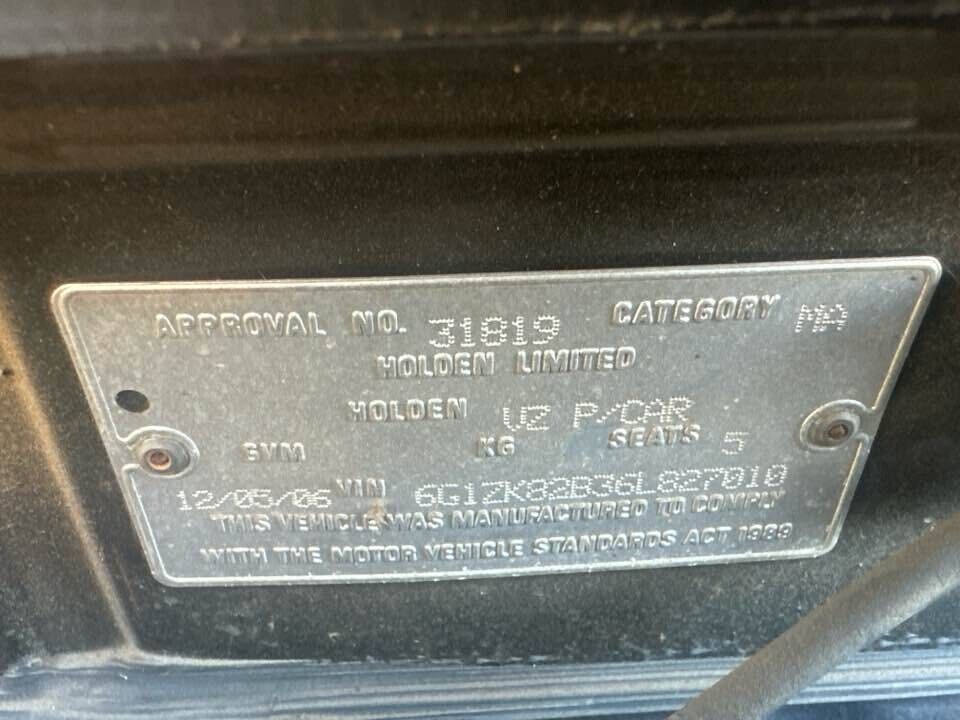 APPROVAL NO. 31819 CATEGORY MA
HOLDEN LIMITED
HOLDEN VZ P/CAR
GVM KG SEATS 5
12/05/06 VIN 6G1ZK82B36L827010
THIS VEHICLE WAS MANUFACTURED TO COMPLY
WITH THE MOTOR VEHICLE STANDARDS ACT 1989